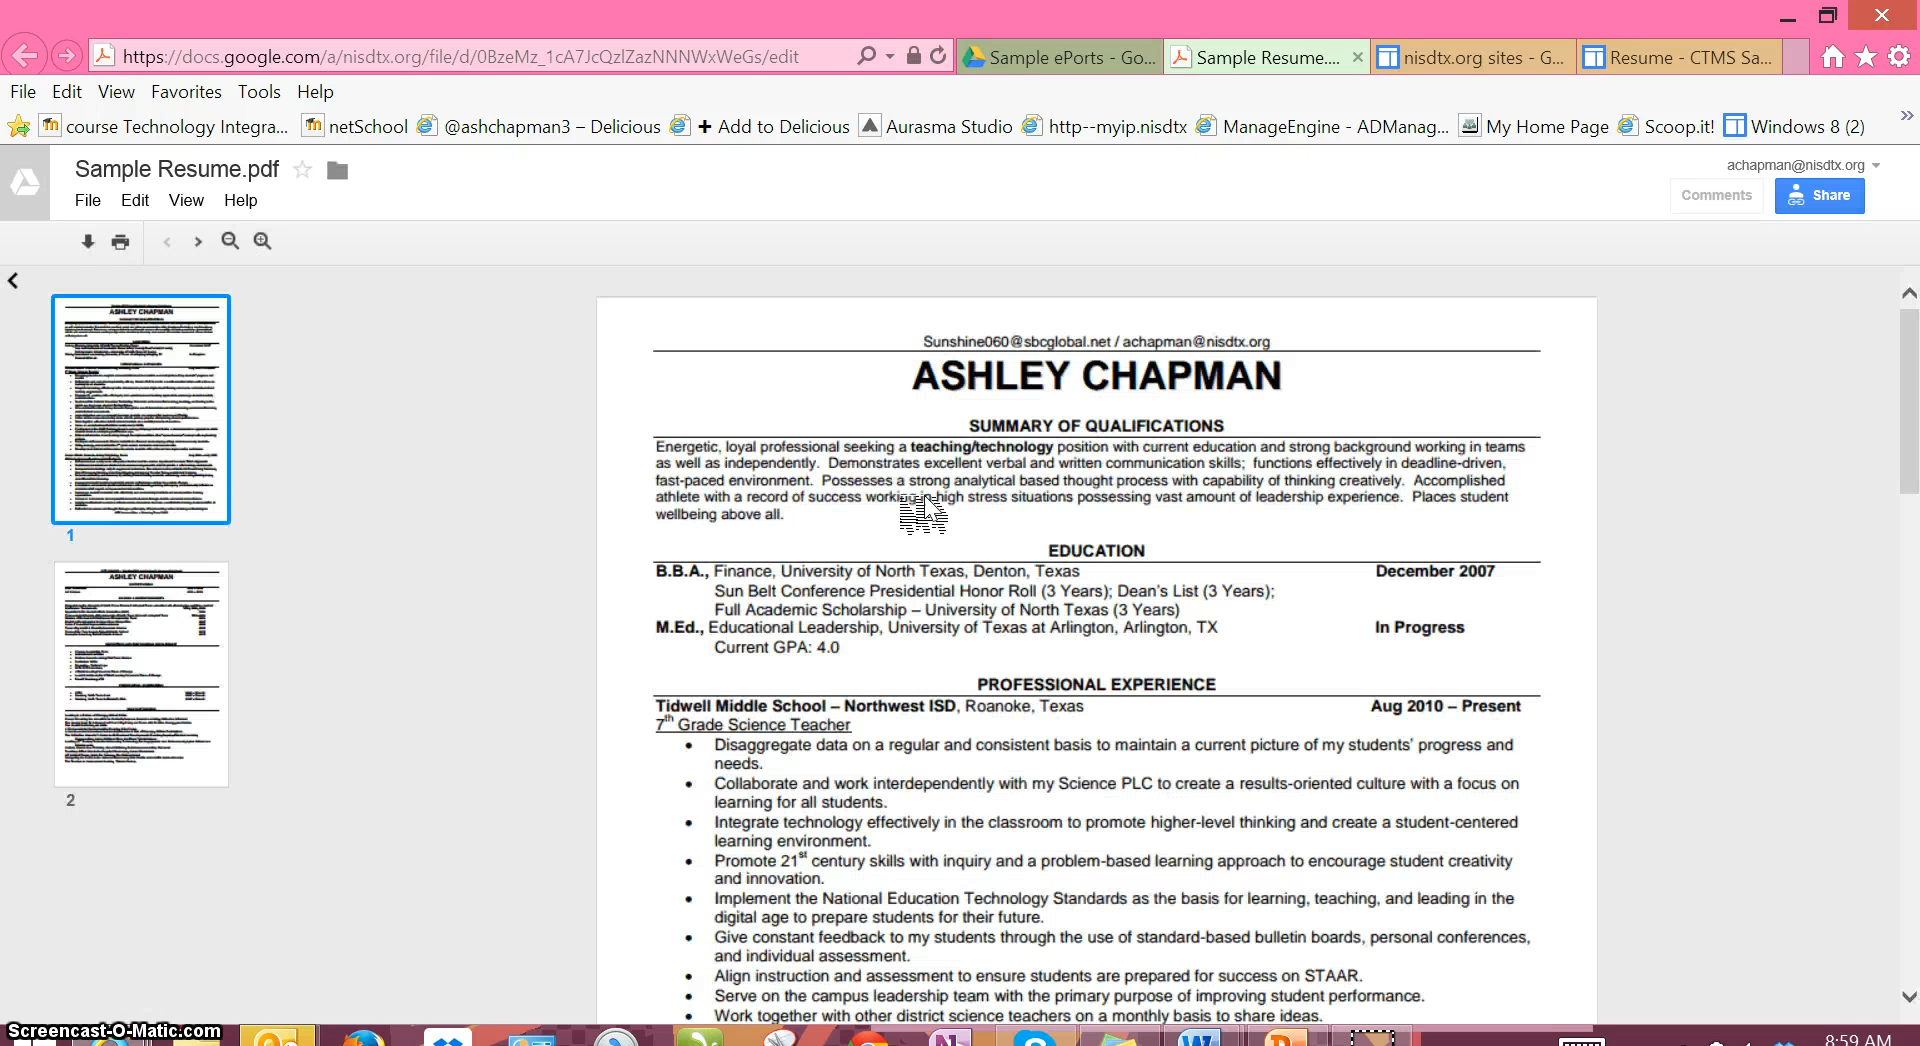 https://docs.google.com/a/nisdtx.org/file/d/0BzeMz_1cA7JcQzlZazNNNWxWeGs/edit
Sample ePorts - Go...
Sample Resume....
nisdtx.org sites - G...
Resume - CTMS Sa...
File Edit View Favorites Tools Help
course Technology Integra... netSchool @ashchapman3 – Delicious + Add to Delicious Aurasma Studio http--myip.nisdtx ManageEngine - ADManag... My Home Page Scoop.it! Windows 8 (2)
Sample Resume.pdf
achapman@nisdtx.org
File Edit View Help
Comments
Share
ASHLEY CHAPMAN
1
ASHLEY CHAPMAN
2
Sunshine060@sbcglobal.net / achapman@nisdtx.org
ASHLEY CHAPMAN
SUMMARY OF QUALIFICATIONS
Energetic, loyal professional seeking a teaching/technology position with current education and strong background working in teams
as well as independently. Demonstrates excellent verbal and written communication skills; functions effectively in deadline-driven,
fast-paced environment. Possesses a strong analytical based thought process with capability of thinking creatively. Accomplished
athlete with a record of success working in high stress situations possessing vast amount of leadership experience. Places student
wellbeing above all.
EDUCATION
B.B.A., Finance, University of North Texas, Denton, Texas December 2007
Sun Belt Conference Presidential Honor Roll (3 Years); Dean's List (3 Years);
Full Academic Scholarship – University of North Texas (3 Years)
M.Ed., Educational Leadership, University of Texas at Arlington, Arlington, TX In Progress
Current GPA: 4.0
PROFESSIONAL EXPERIENCE
Tidwell Middle School – Northwest ISD, Roanoke, Texas Aug 2010 – Present
7th Grade Science Teacher
• Disaggregate data on a regular and consistent basis to maintain a current picture of my students' progress and
needs.
• Collaborate and work interdependently with my Science PLC to create a results-oriented culture with a focus on
learning for all students.
• Integrate technology effectively in the classroom to promote higher-level thinking and create a student-centered
learning environment.
• Promote 21st century skills with inquiry and a problem-based learning approach to encourage student creativity
and innovation.
• Implement the National Education Technology Standards as the basis for learning, teaching, and leading in the
digital age to prepare students for their future.
• Give constant feedback to my students through the use of standard-based bulletin boards, personal conferences,
and individual assessment.
• Align instruction and assessment to ensure students are prepared for success on STAAR.
• Serve on the campus leadership team with the primary purpose of improving student performance.
• Work together with other district science teachers on a monthly basis to share ideas.
Screencast-O-Matic.com
8:59 AM